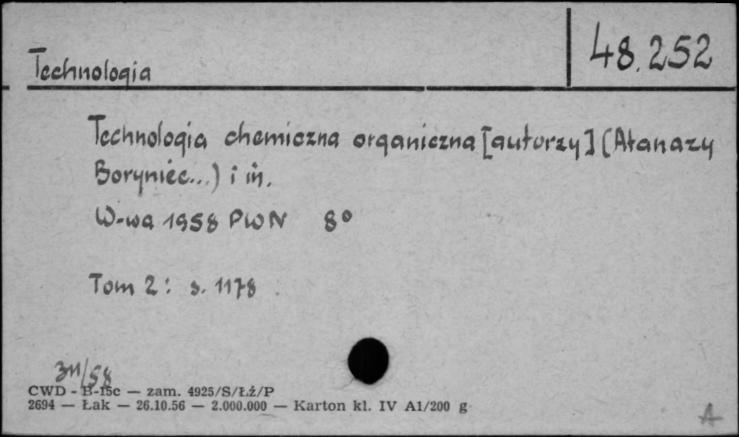 48.252
Technologia
Technologia chemiczna organiczna [autorzy] (Atanazy
Boryniec...) i in.
W-wa 1958 PWN 8°
Tom 2: s. 1178
CWD - B-15c — zam. 4925/S/Łż/P
2694 — Łak — 26.10.56 — 2.000.000 — Karton kl. IV A1/200 g
A